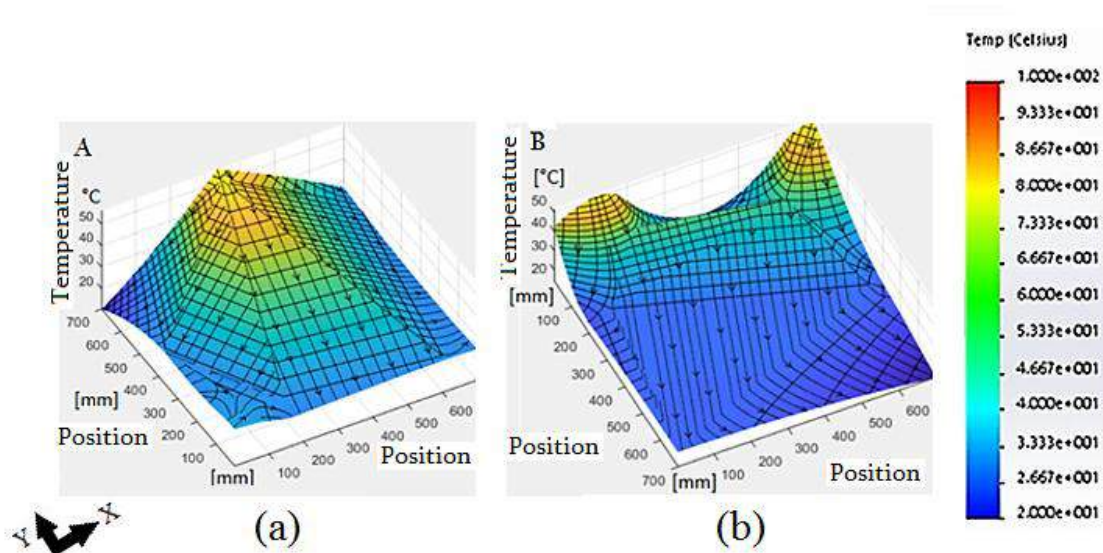 Temp (Celsius)
1.000e+002
9.333e+001
8.667e+001
8.000e+001
7.333e+001
6.667e+001
6.000e+001
5.333e+001
4.667e+001
4.000e+001
3.333e+001
2.667e+001
2.000e+001
A
Temperature
°C
50
40
30
20
700
600
500
400
300
200
100
[mm]
Position
[mm]
100
200
300
400
500
600
Position
B
Temperature
[°C]
50
40
30
20
[mm]
100
200
300
400
500
600
700
Position
[mm]
100
200
300
400
500
600
Position
Y
X
(a)
(b)